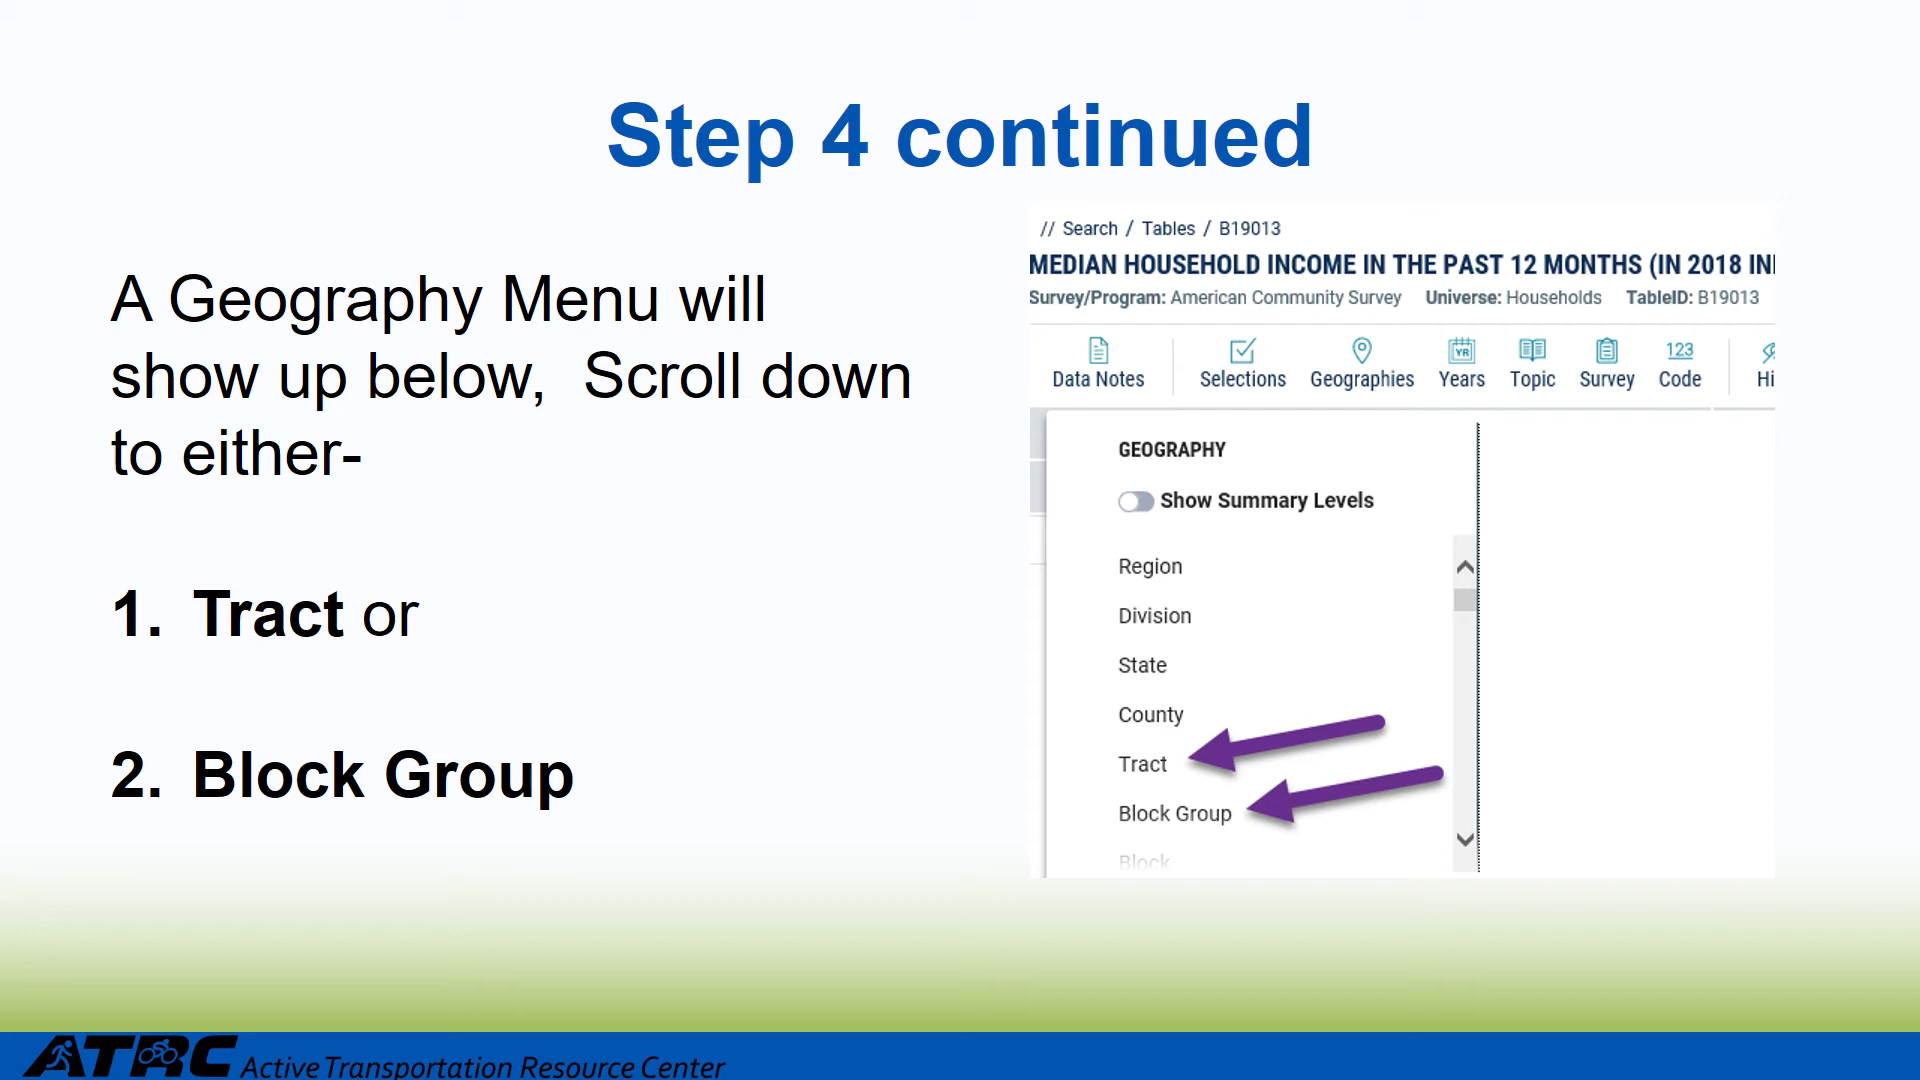 Step 4 continued
A Geography Menu will
show up below,  Scroll down
to either-
1. Tract or
2. Block Group
// Search / Tables / B19013
MEDIAN HOUSEHOLD INCOME IN THE PAST 12 MONTHS (IN 2018 INI
Survey/Program: American Community Survey Universe: Households TableID: B19013
YR 123
Data Notes Selections Geographies Years Topic Survey Code Hi
GEOGRAPHY
Show Summary Levels
Region
Division
State
County
Tract
Block Group
Block
ATRC Active Transportation Resource Center